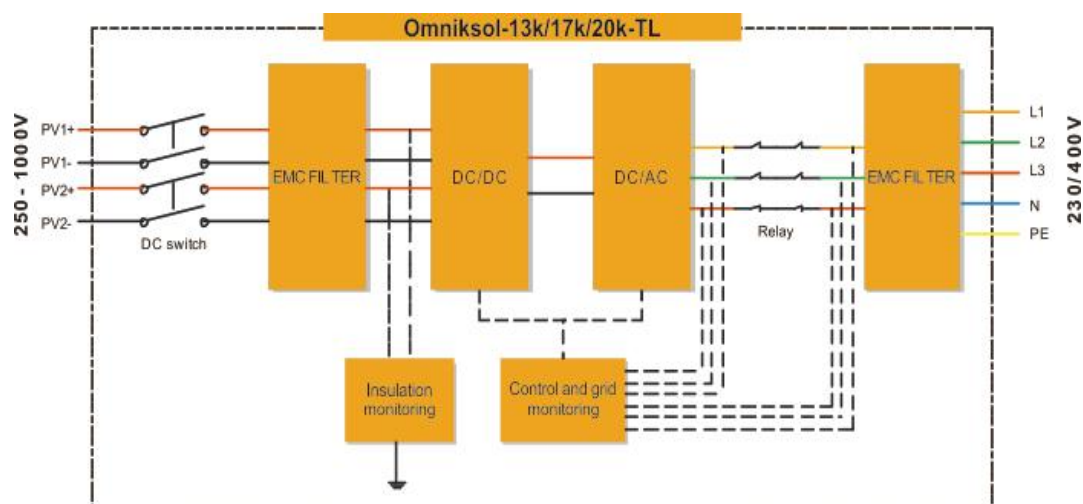 Omniksol-13k/17k/20k-TL
250-1000V
PV1+
PV1-
PV2+
PV2-
DC switch
EMC FILTER
DC/DC
DC/AC
Relay
EMC FILTER
L1
L2
L3
N
PE
230/400V
Insulation
monitoring
Control and grid
monitoring